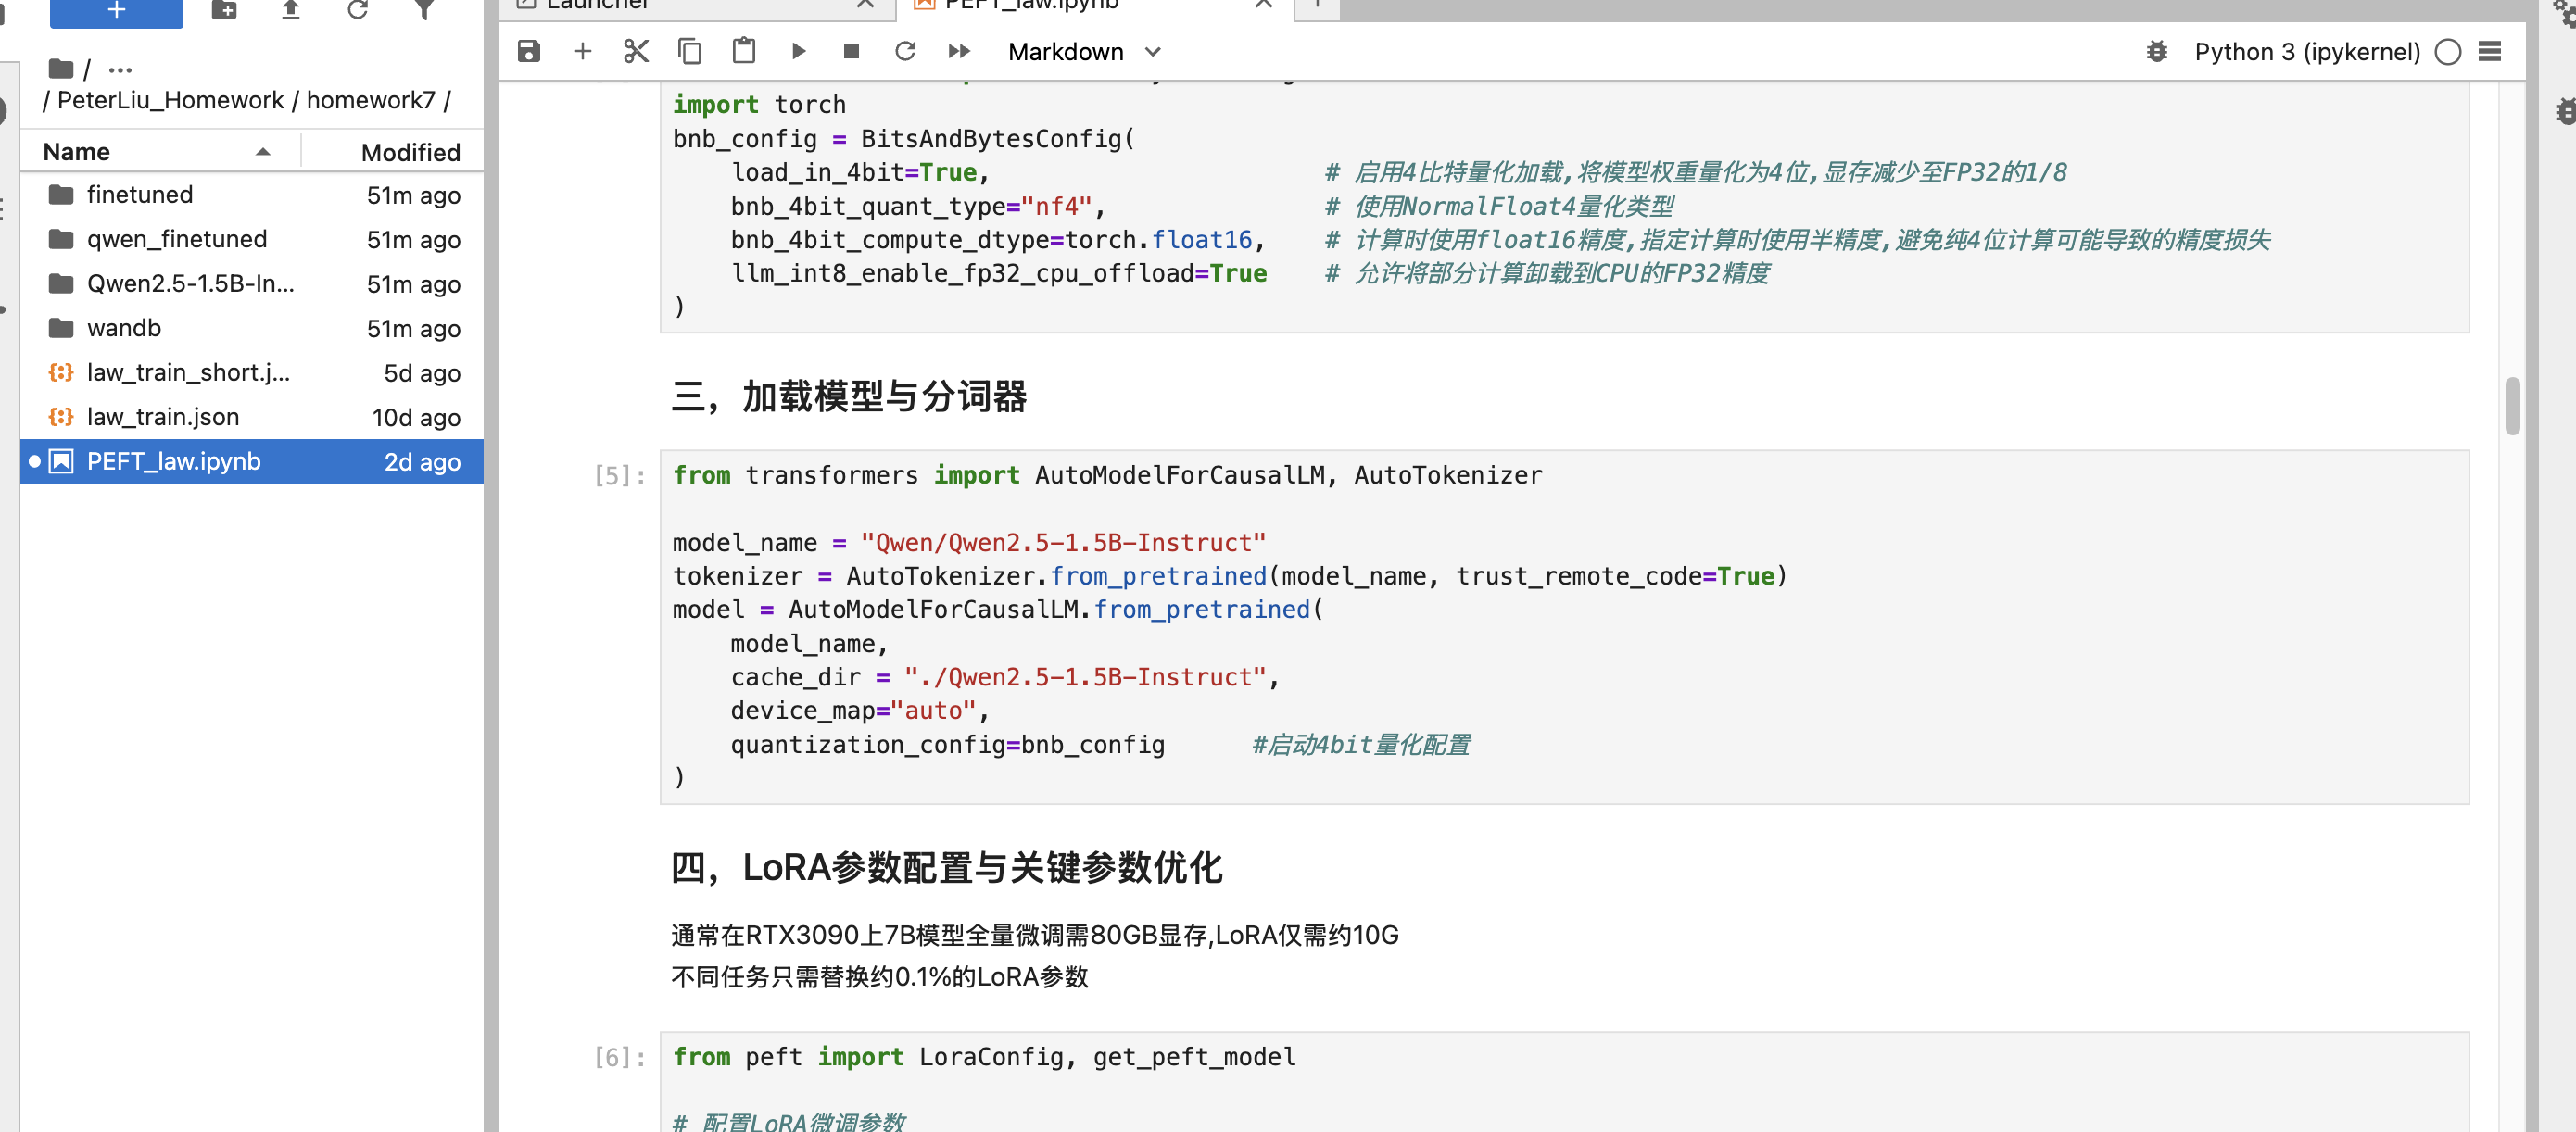 Launcher
PEFT_law.ipynb
+
Markdown
Python 3 (ipykernel)
/ ...
/ PeterLiu_Homework / homework7 /
Name Modified
finetuned 51m ago
qwen_finetuned 51m ago
Qwen2.5-1.5B-In... 51m ago
wandb 51m ago
law_train_short.j... 5d ago
law_train.json 10d ago
PEFT_law.ipynb 2d ago
import torch
bnb_config = BitsAndBytesConfig(
    load_in_4bit=True,                       # 启用4比特量化加载,将模型权重量化为4位,显存减少至FP32的1/8
    bnb_4bit_quant_type="nf4",               # 使用NormalFloat4量化类型
    bnb_4bit_compute_dtype=torch.float16,    # 计算时使用float16精度,指定计算时使用半精度,避免纯4位计算可能导致的精度损失
    llm_int8_enable_fp32_cpu_offload=True    # 允许将部分计算卸载到CPU的FP32精度
)
三，加载模型与分词器
[5]:
from transformers import AutoModelForCausalLM, AutoTokenizer
model_name = "Qwen/Qwen2.5-1.5B-Instruct"
tokenizer = AutoTokenizer.from_pretrained(model_name, trust_remote_code=True)
model = AutoModelForCausalLM.from_pretrained(
    model_name,
    cache_dir = "./Qwen2.5-1.5B-Instruct",
    device_map="auto",
    quantization_config=bnb_config      #启动4bit量化配置
)
四，LoRA参数配置与关键参数优化
通常在RTX3090上7B模型全量微调需80GB显存,LoRA仅需约10G
不同任务只需替换约0.1%的LoRA参数
[6]:
from peft import LoraConfig, get_peft_model
# 配置LoRA微调参数